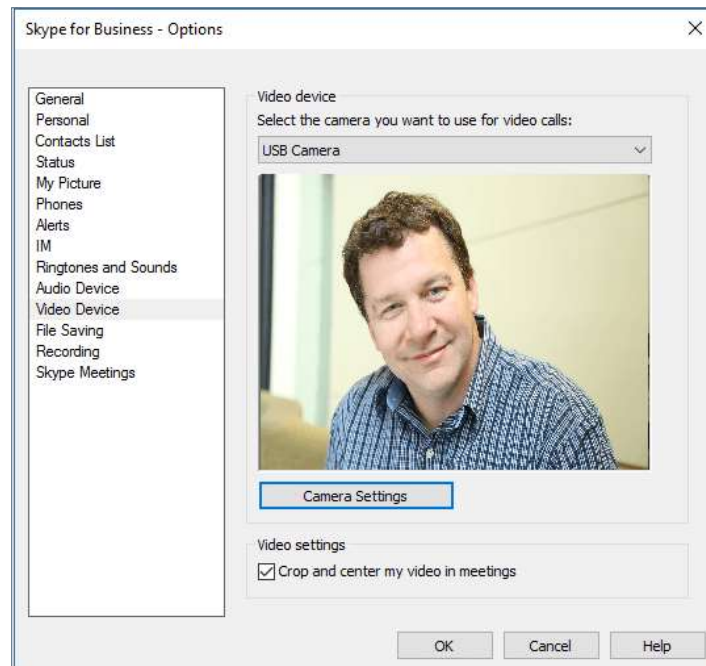 Skype for Business - Options
General
Personal
Contacts List
Status
My Picture
Phones
Alerts
IM
Ringtones and Sounds
Audio Device
Video Device
File Saving
Recording
Skype Meetings
Video device
Select the camera you want to use for video calls:
USB Camera
Camera Settings
Video settings
Crop and center my video in meetings
OK
Cancel
Help